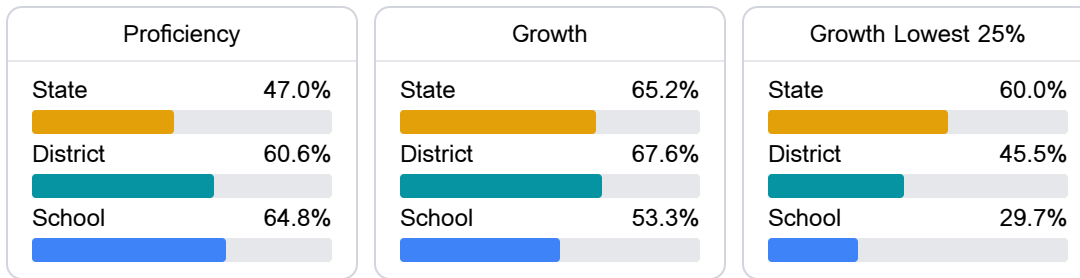 Proficiency
State 47.0%
District 60.6%
School 64.8%
Growth
State 65.2%
District 67.6%
School 53.3%
Growth Lowest 25%
State 60.0%
District 45.5%
School 29.7%